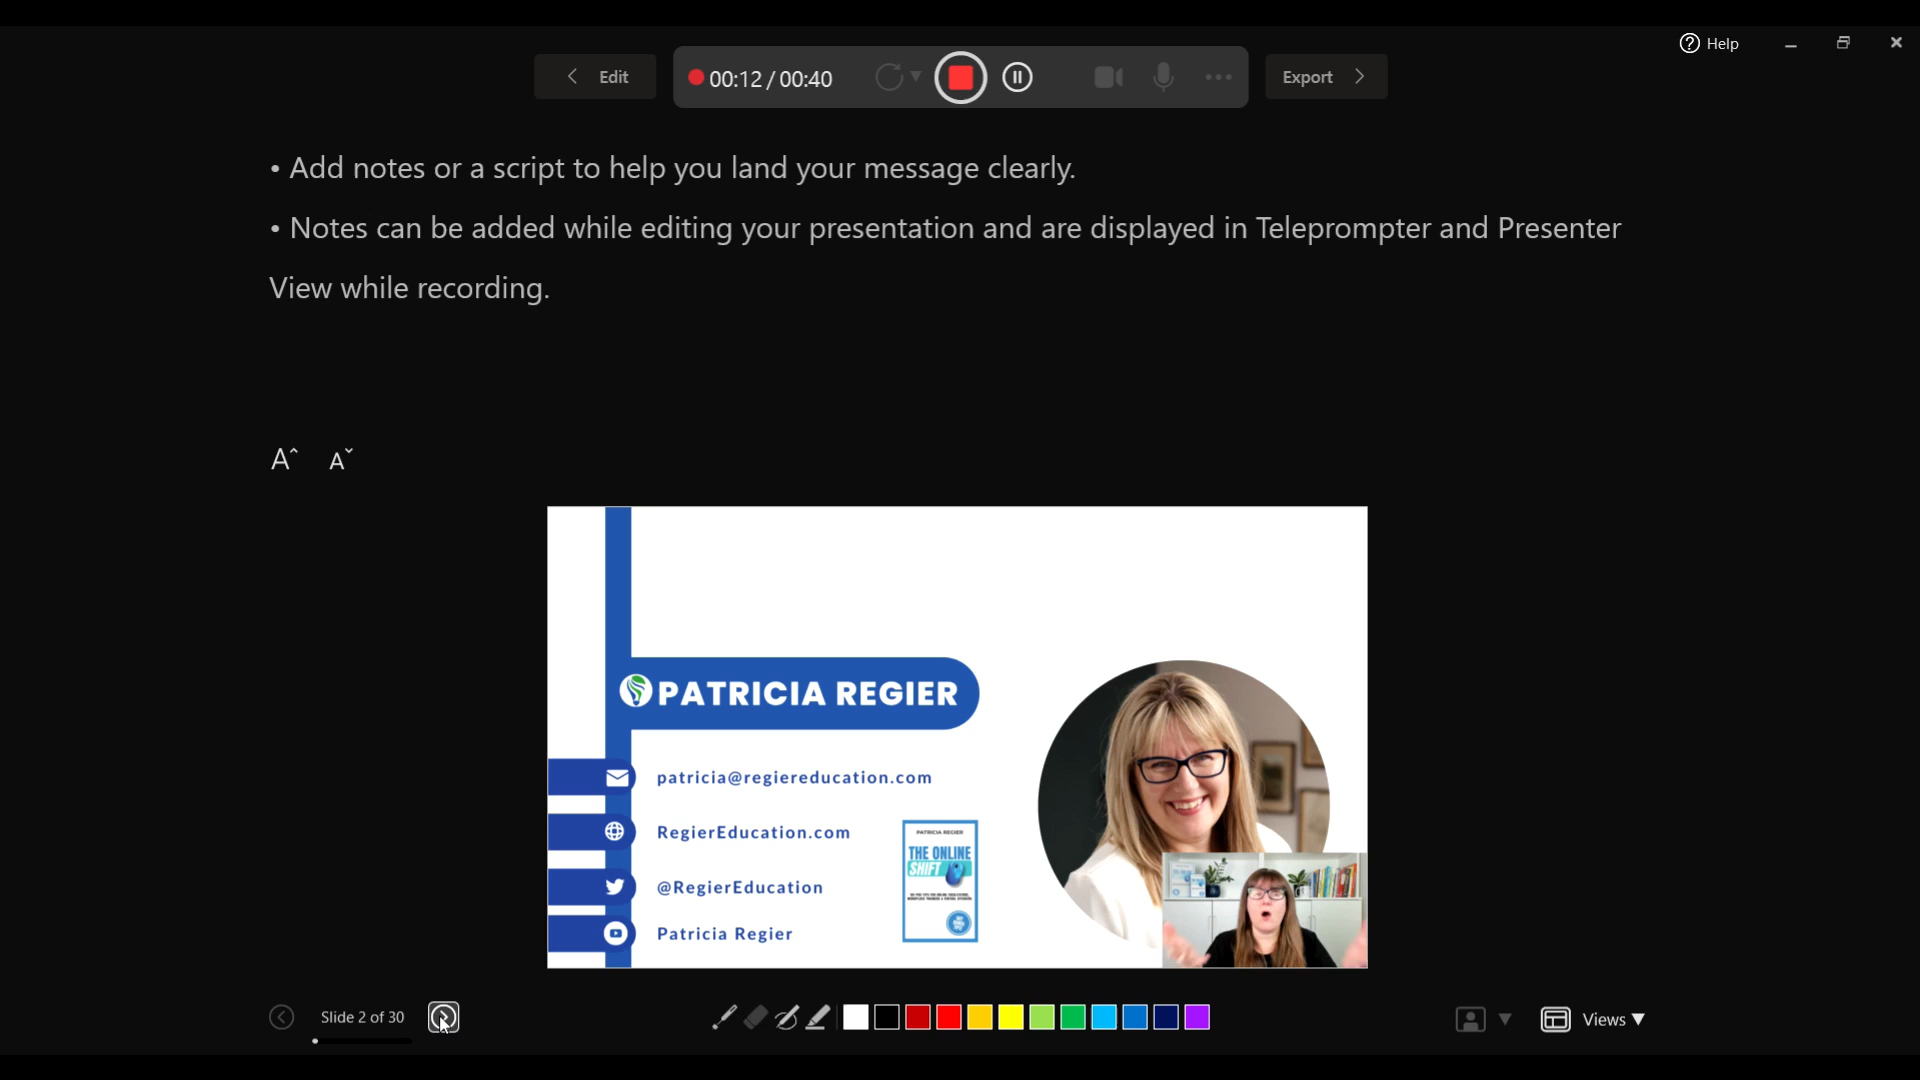 Help
Edit
00:12 / 00:40
Export
• Add notes or a script to help you land your message clearly.
• Notes can be added while editing your presentation and are displayed in Teleprompter and Presenter
View while recording.
A A
PATRICIA REGIER
patricia@regiereducation.com
RegierEducation.com
@RegierEducation
Patricia Regier
PATRICIA REGIER
THE ONLINE
SHIFT
Slide 2 of 30
Views